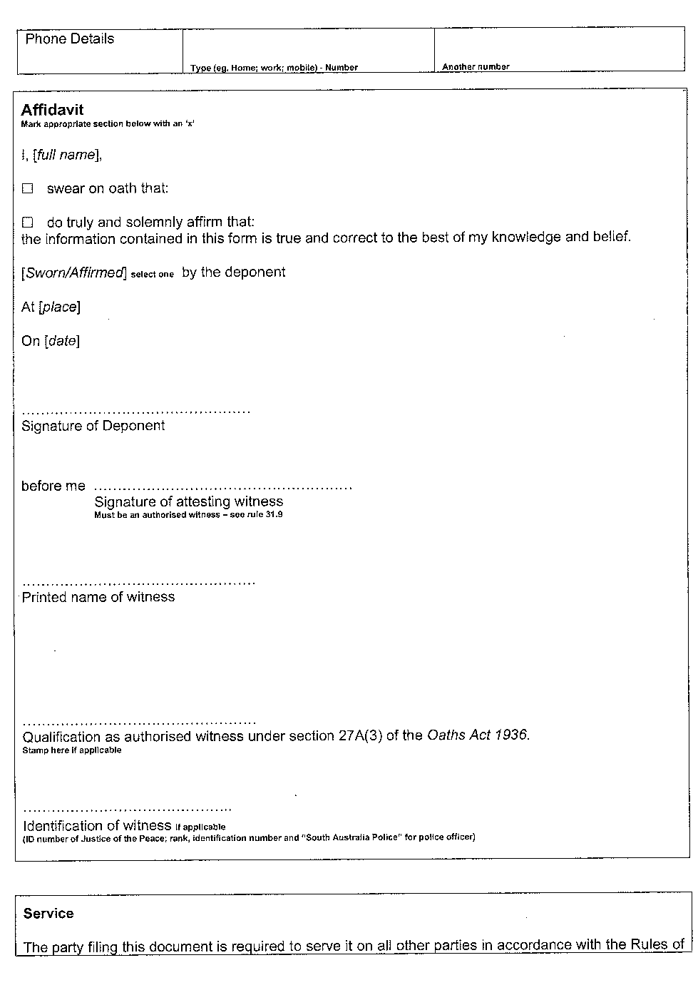 Phone Details
Type (eg. Home; work; mobile) - Number
Another number
Affidavit
Mark appropriate section below with an 'x'
I, [full name],
☐ swear on oath that:
☐ do truly and solemnly affirm that:
the information contained in this form is true and correct to the best of my knowledge and belief.
[Sworn/Affirmed] select one by the deponent
At [place]
On [date]
................................................
Signature of Deponent
before me ......................................................
Signature of attesting witness
Must be an authorised witness – see rule 31.9
.................................................
Printed name of witness
.................................................
Qualification as authorised witness under section 27A(3) of the Oaths Act 1936.
Stamp here if applicable
............................................
Identification of witness if applicable
(ID number of Justice of the Peace; rank, identification number and "South Australia Police" for police officer)
Service
The party filing this document is required to serve it on all other parties in accordance with the Rules of